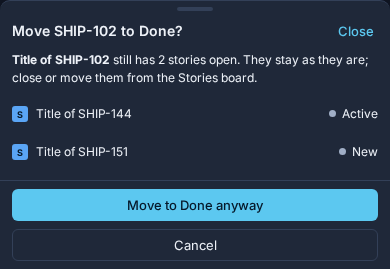 Move SHIP-102 to Done?
Close
Title of SHIP-102 still has 2 stories open. They stay as they are;
close or move them from the Stories board.
S Title of SHIP-144 Active
S Title of SHIP-151 New
Move to Done anyway
Cancel